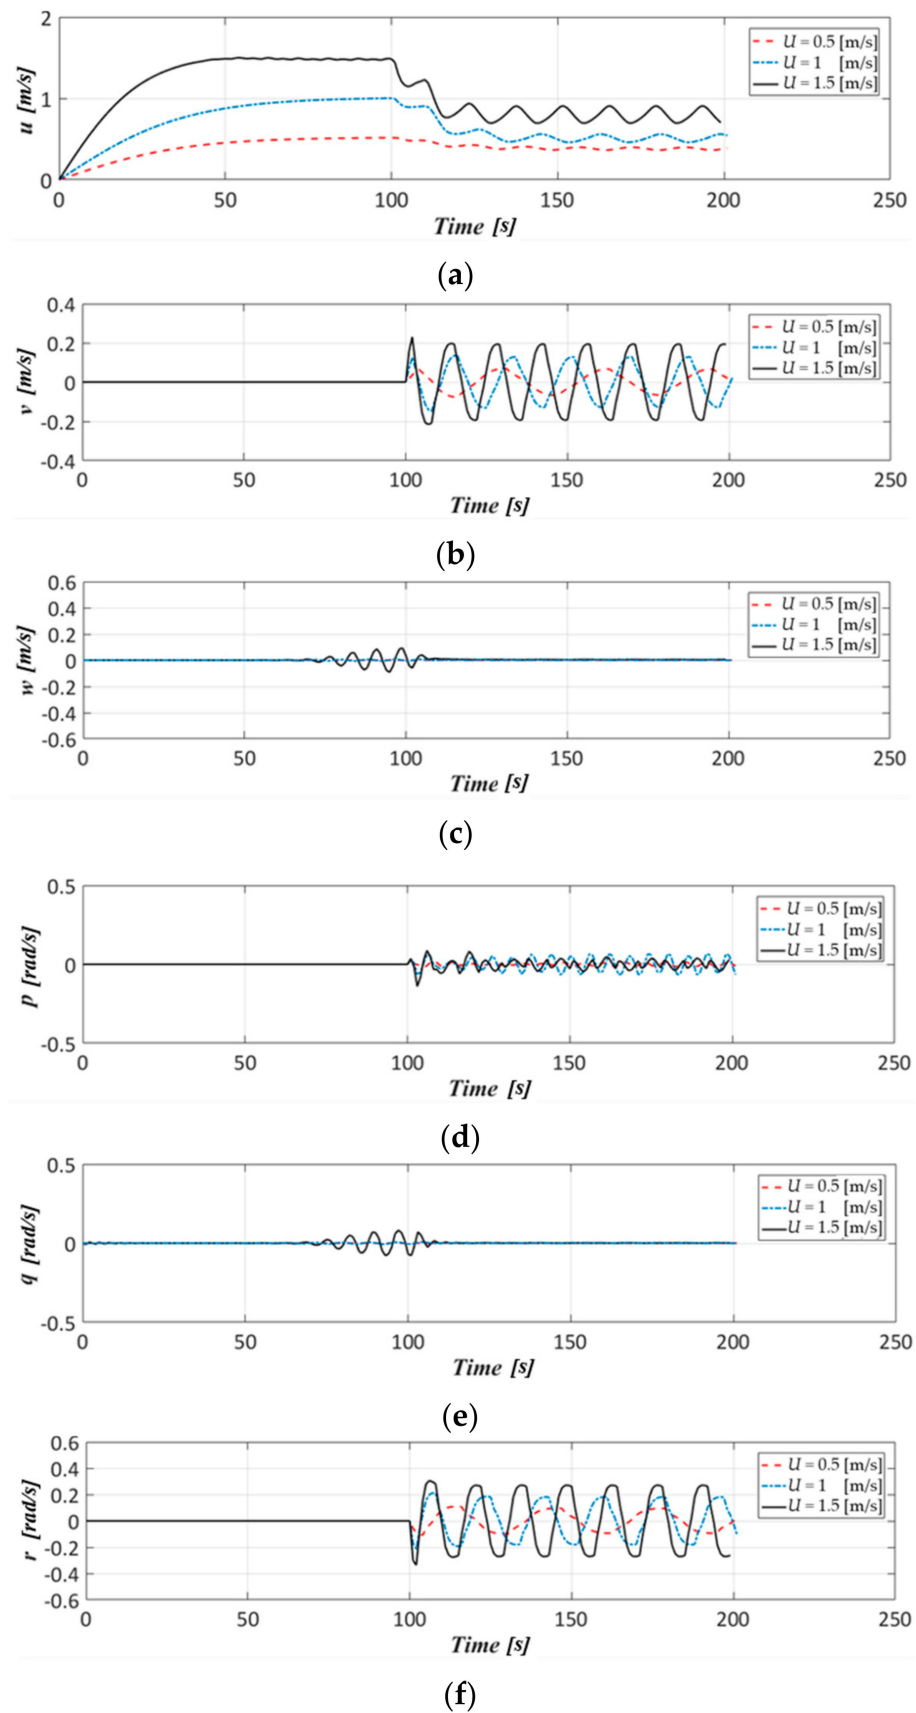 2
1
0
u [m/s]
U = 0.5 [m/s]
U = 1 [m/s]
U = 1.5 [m/s]
0 50 100 150 200 250
Time [s]
(a)
0.4
0.2
0
-0.2
-0.4
v [m/s]
U = 0.5 [m/s]
U = 1 [m/s]
U = 1.5 [m/s]
0 50 100 150 200 250
Time [s]
(b)
0.6
0.4
0.2
0
-0.2
-0.4
-0.6
w [m/s]
U = 0.5 [m/s]
U = 1 [m/s]
U = 1.5 [m/s]
0 50 100 150 200 250
Time [s]
(c)
0.5
0
-0.5
p [rad/s]
U = 0.5 [m/s]
U = 1 [m/s]
U = 1.5 [m/s]
0 50 100 150 200 250
Time [s]
(d)
0.5
0
-0.5
q [rad/s]
U = 0.5 [m/s]
U = 1 [m/s]
U = 1.5 [m/s]
0 50 100 150 200 250
Time [s]
(e)
0.6
0.4
0.2
0
-0.2
-0.4
-0.6
r [rad/s]
U = 0.5 [m/s]
U = 1 [m/s]
U = 1.5 [m/s]
0 50 100 150 200 250
Time [s]
(f)